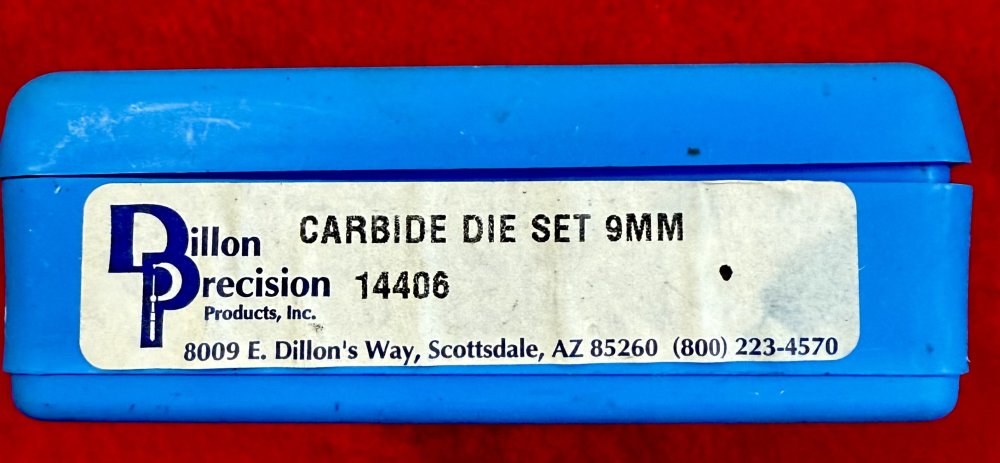 Dillon CARBIDE DIE SET 9MM
Precision 14406
Products, Inc.
8009 E. Dillon's Way, Scottsdale, AZ 85260 (800) 223-4570